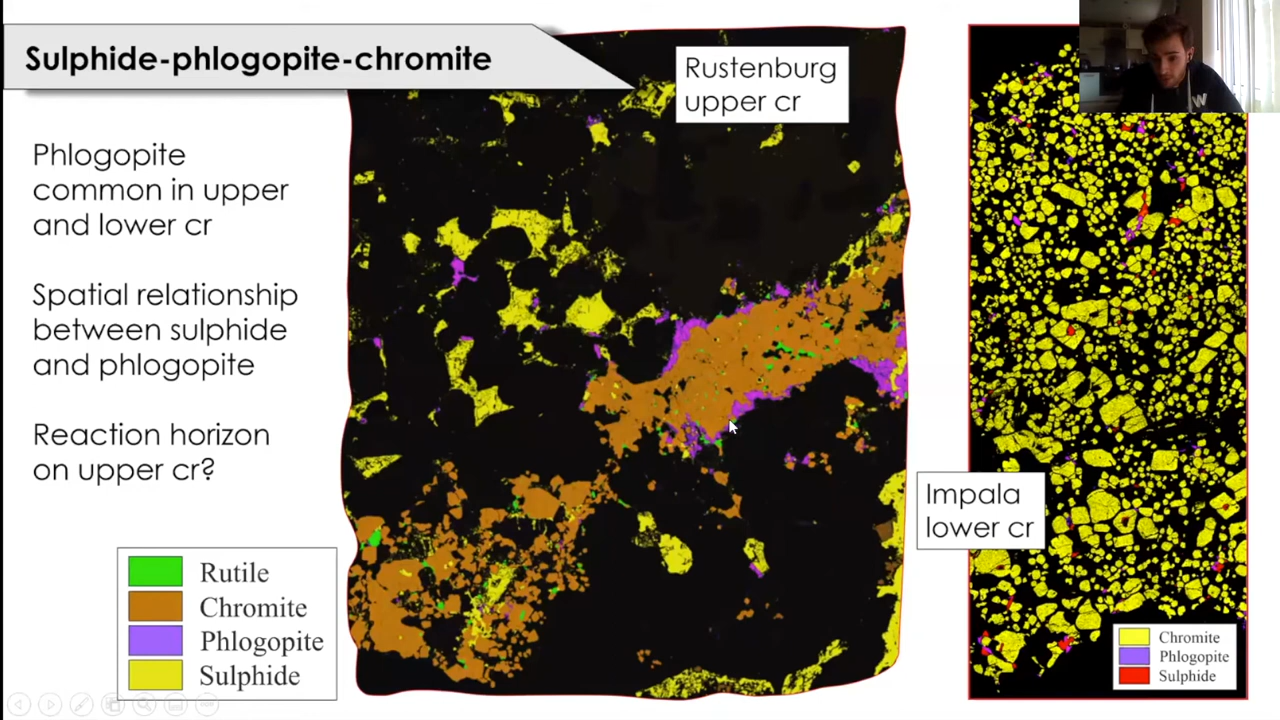 Sulphide-phlogopite-chromite
Rustenburg
upper cr
Phlogopite
common in upper
and lower cr
Spatial relationship
between sulphide
and phlogopite
Reaction horizon
on upper cr?
Impala
lower cr
Rutile
Chromite
Phlogopite
Sulphide
Chromite
Phlogopite
Sulphide
W